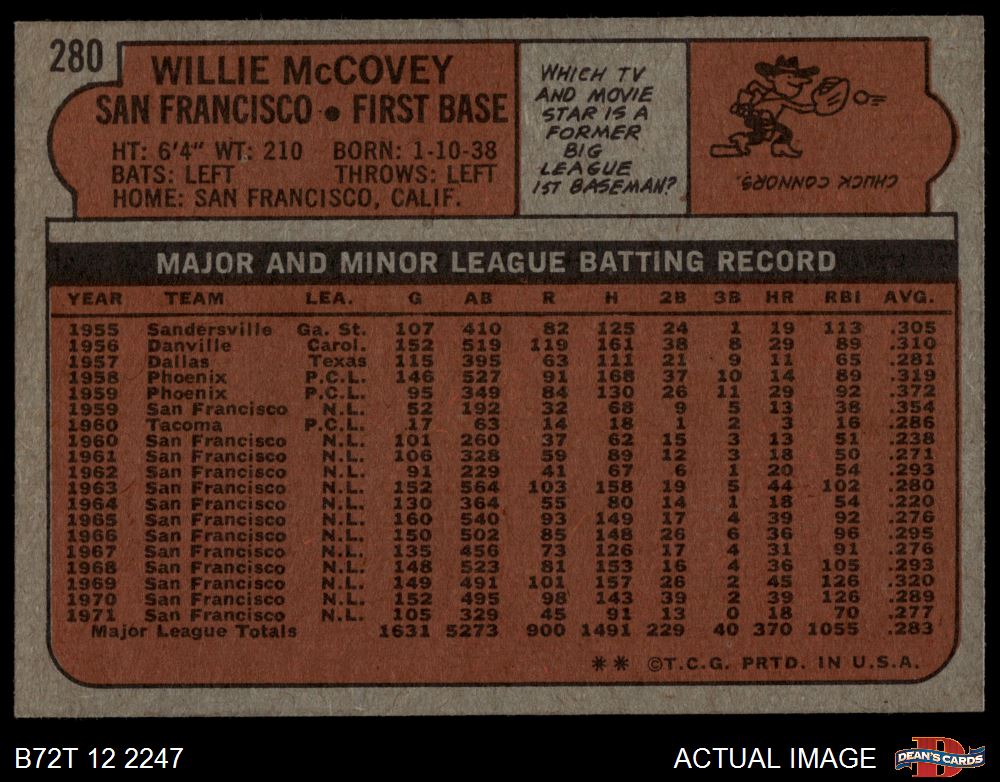 280
WILLIE McCOVEY
SAN FRANCISCO • FIRST BASE
HT: 6'4" WT: 210 BORN: 1-10-38
BATS: LEFT THROWS: LEFT
HOME: SAN FRANCISCO, CALIF.
WHICH TV
AND MOVIE
STAR IS A
FORMER
BIG
LEAGUE
1ST BASEMAN?
CHUCK CONNORS.
MAJOR AND MINOR LEAGUE BATTING RECORD
YEAR TEAM LEA. G AB R H 2B 3B HR RBI AVG.
1955 Sandersville Ga. St. 107 410 82 125 24 1 19 113 .305
1956 Danville Carol. 152 519 119 161 38 8 29 89 .310
1957 Dallas Texas 115 395 63 111 21 9 11 65 .281
1958 Phoenix P.C.L. 146 527 91 168 37 10 14 89 .319
1959 Phoenix P.C.L. 95 349 84 130 26 11 29 92 .372
1959 San Francisco N.L. 52 192 32 68 9 5 13 38 .354
1960 Tacoma P.C.L. 17 63 14 18 1 2 3 16 .286
1960 San Francisco N.L. 101 260 37 62 15 3 13 51 .238
1961 San Francisco N.L. 106 328 59 89 12 3 18 50 .271
1962 San Francisco N.L. 91 229 41 67 6 1 20 54 .293
1963 San Francisco N.L. 152 564 103 158 19 5 44 102 .280
1964 San Francisco N.L. 130 364 55 80 14 1 18 54 .220
1965 San Francisco N.L. 160 540 93 149 17 4 39 92 .276
1966 San Francisco N.L. 150 502 85 148 26 6 36 96 .295
1967 San Francisco N.L. 135 456 73 126 17 4 31 91 .276
1968 San Francisco N.L. 148 523 81 153 16 4 36 105 .293
1969 San Francisco N.L. 149 491 101 157 26 2 45 126 .320
1970 San Francisco N.L. 152 495 98 143 39 2 39 126 .289
1971 San Francisco N.L. 105 329 45 91 13 0 18 70 .277
Major League Totals 1631 5273 900 1491 229 40 370 1055 .283
** ©T.C.G. PRTD. IN U.S.A.
B72T 12 2247
ACTUAL IMAGE
DEAN'S CARDS